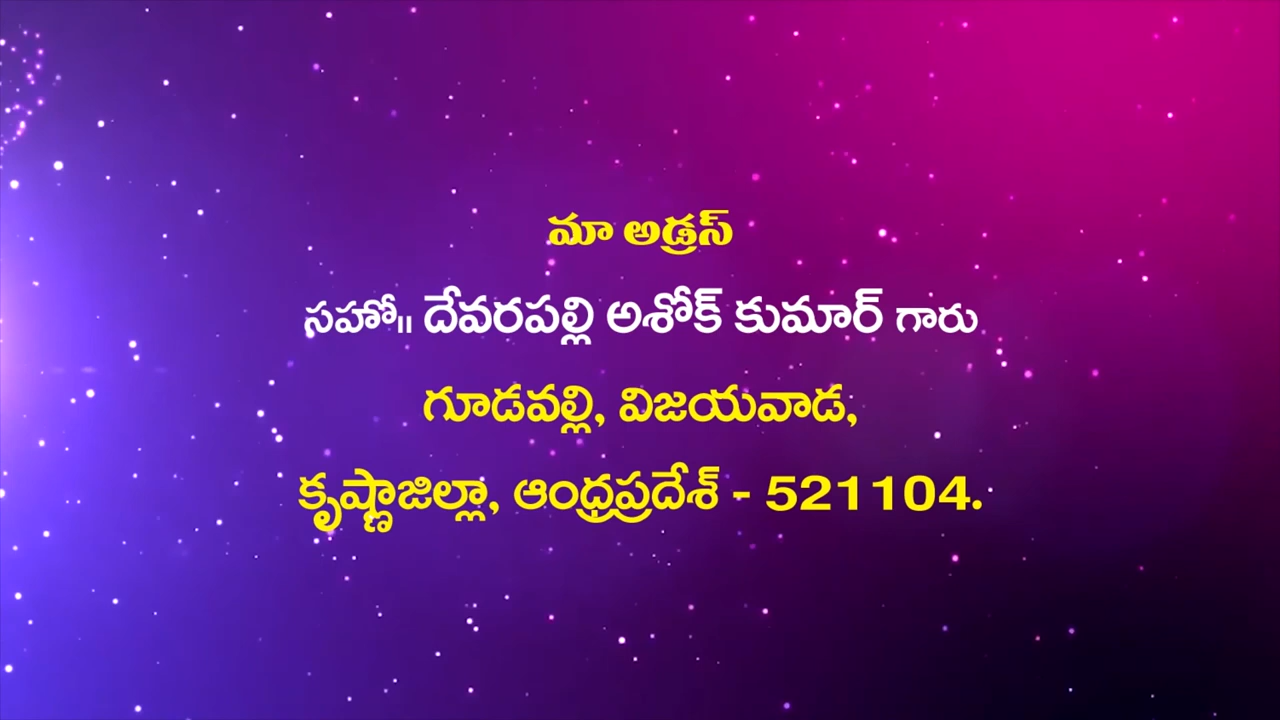 మా అడ్రస్
సహో॥ దేవరపల్లి అశోక్ కుమార్ గారు
గూడవల్లి, విజయవాడ,
కృష్ణాజిల్లా, ఆంధ్రప్రదేశ్ - 521104.